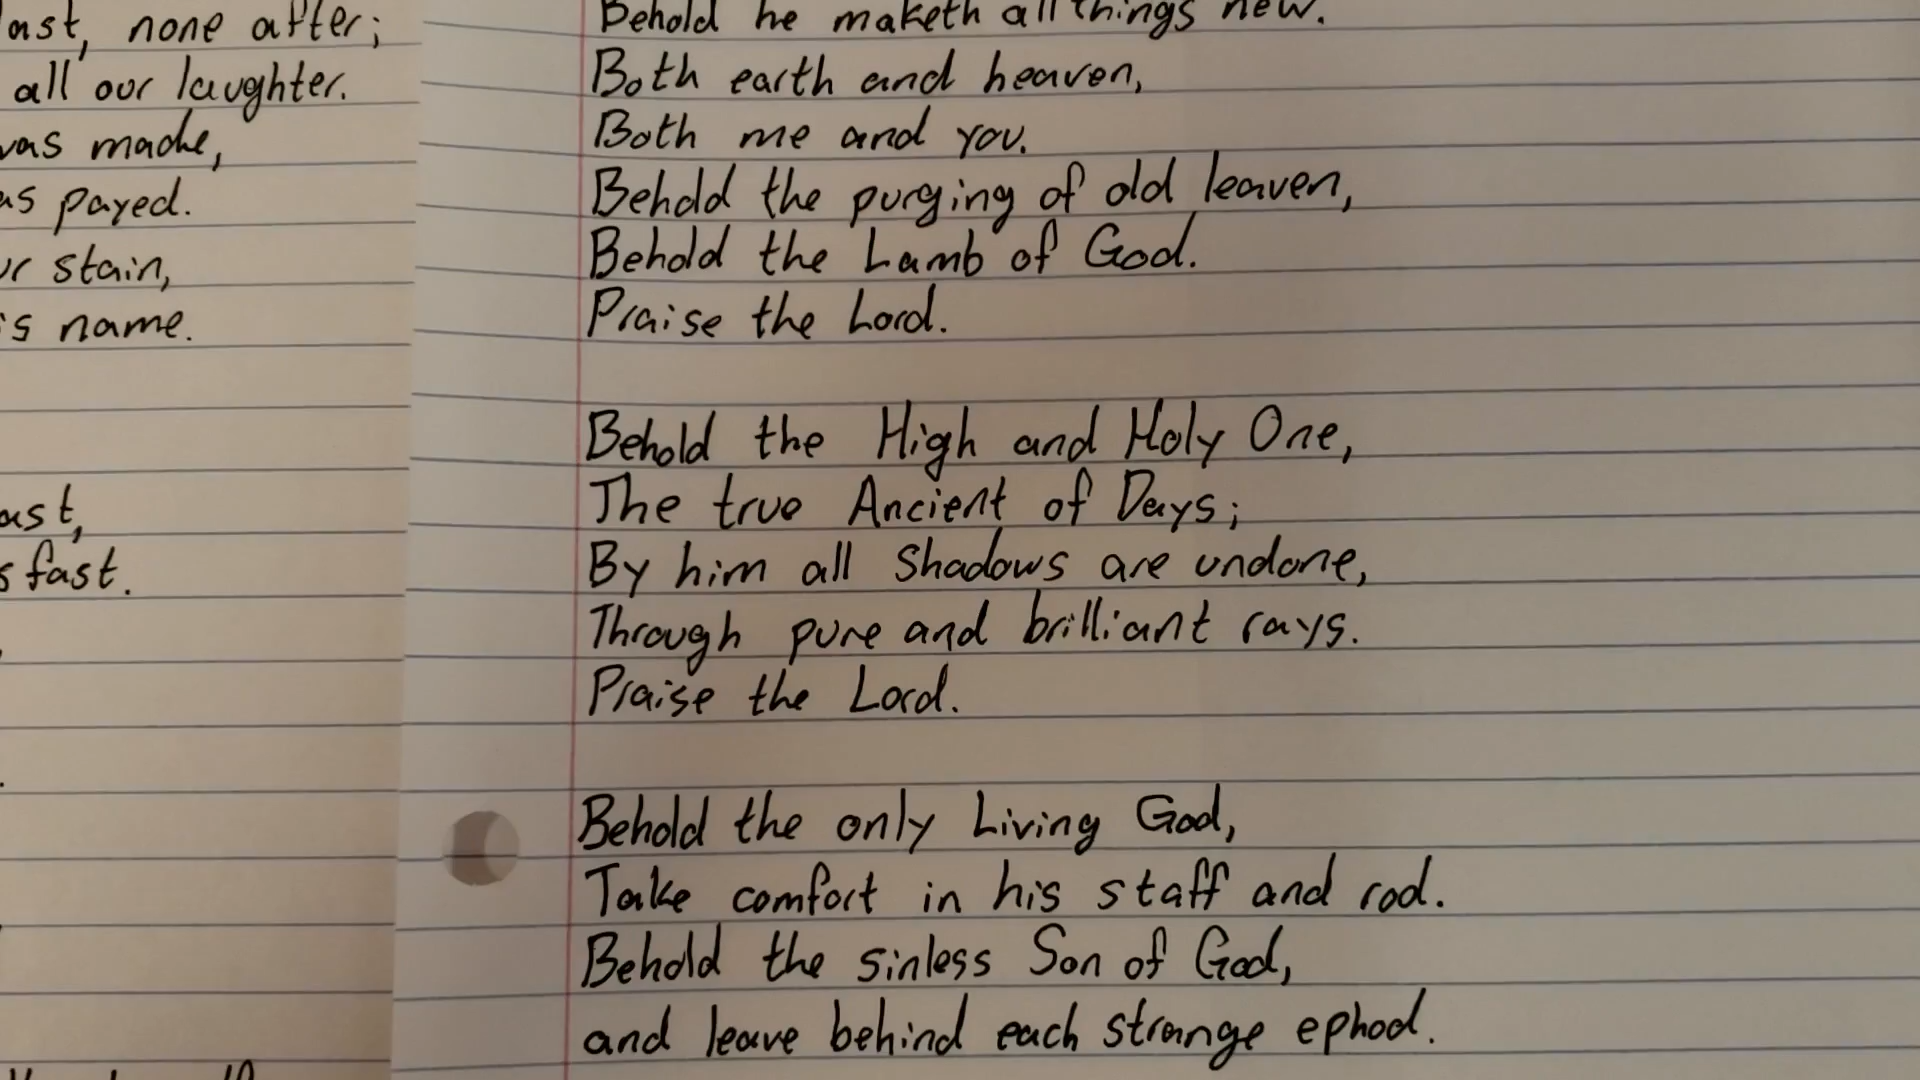 ast, none after;
all our laughter.
was made,
as payed.
ur stain,
is name.
ast,
s fast.
Behold he maketh all things new.
Both earth and heaven,
Both me and you.
Behold the purging of old leaven,
Behold the Lamb of God.
Praise the Lord.
Behold the High and Holy One,
The true Ancient of Days;
By him all shadows are undone,
Through pure and brilliant rays.
Praise the Lord.
Behold the only Living God,
Take comfort in his staff and rod.
Behold the sinless Son of God,
and leave behind each strange ephod.